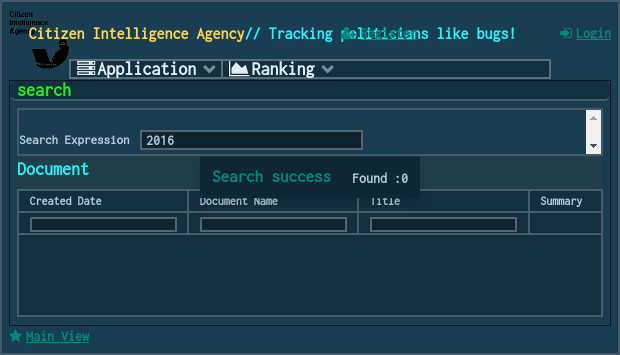 Citizen
Intelligence
Agency
Citizen Intelligence Agency// Tracking politicians like bugs!
Register
Login
Application
Ranking
search
Search Expression 2016
Document
Search success Found :0
Created Date Document Name Title Summary
Main View